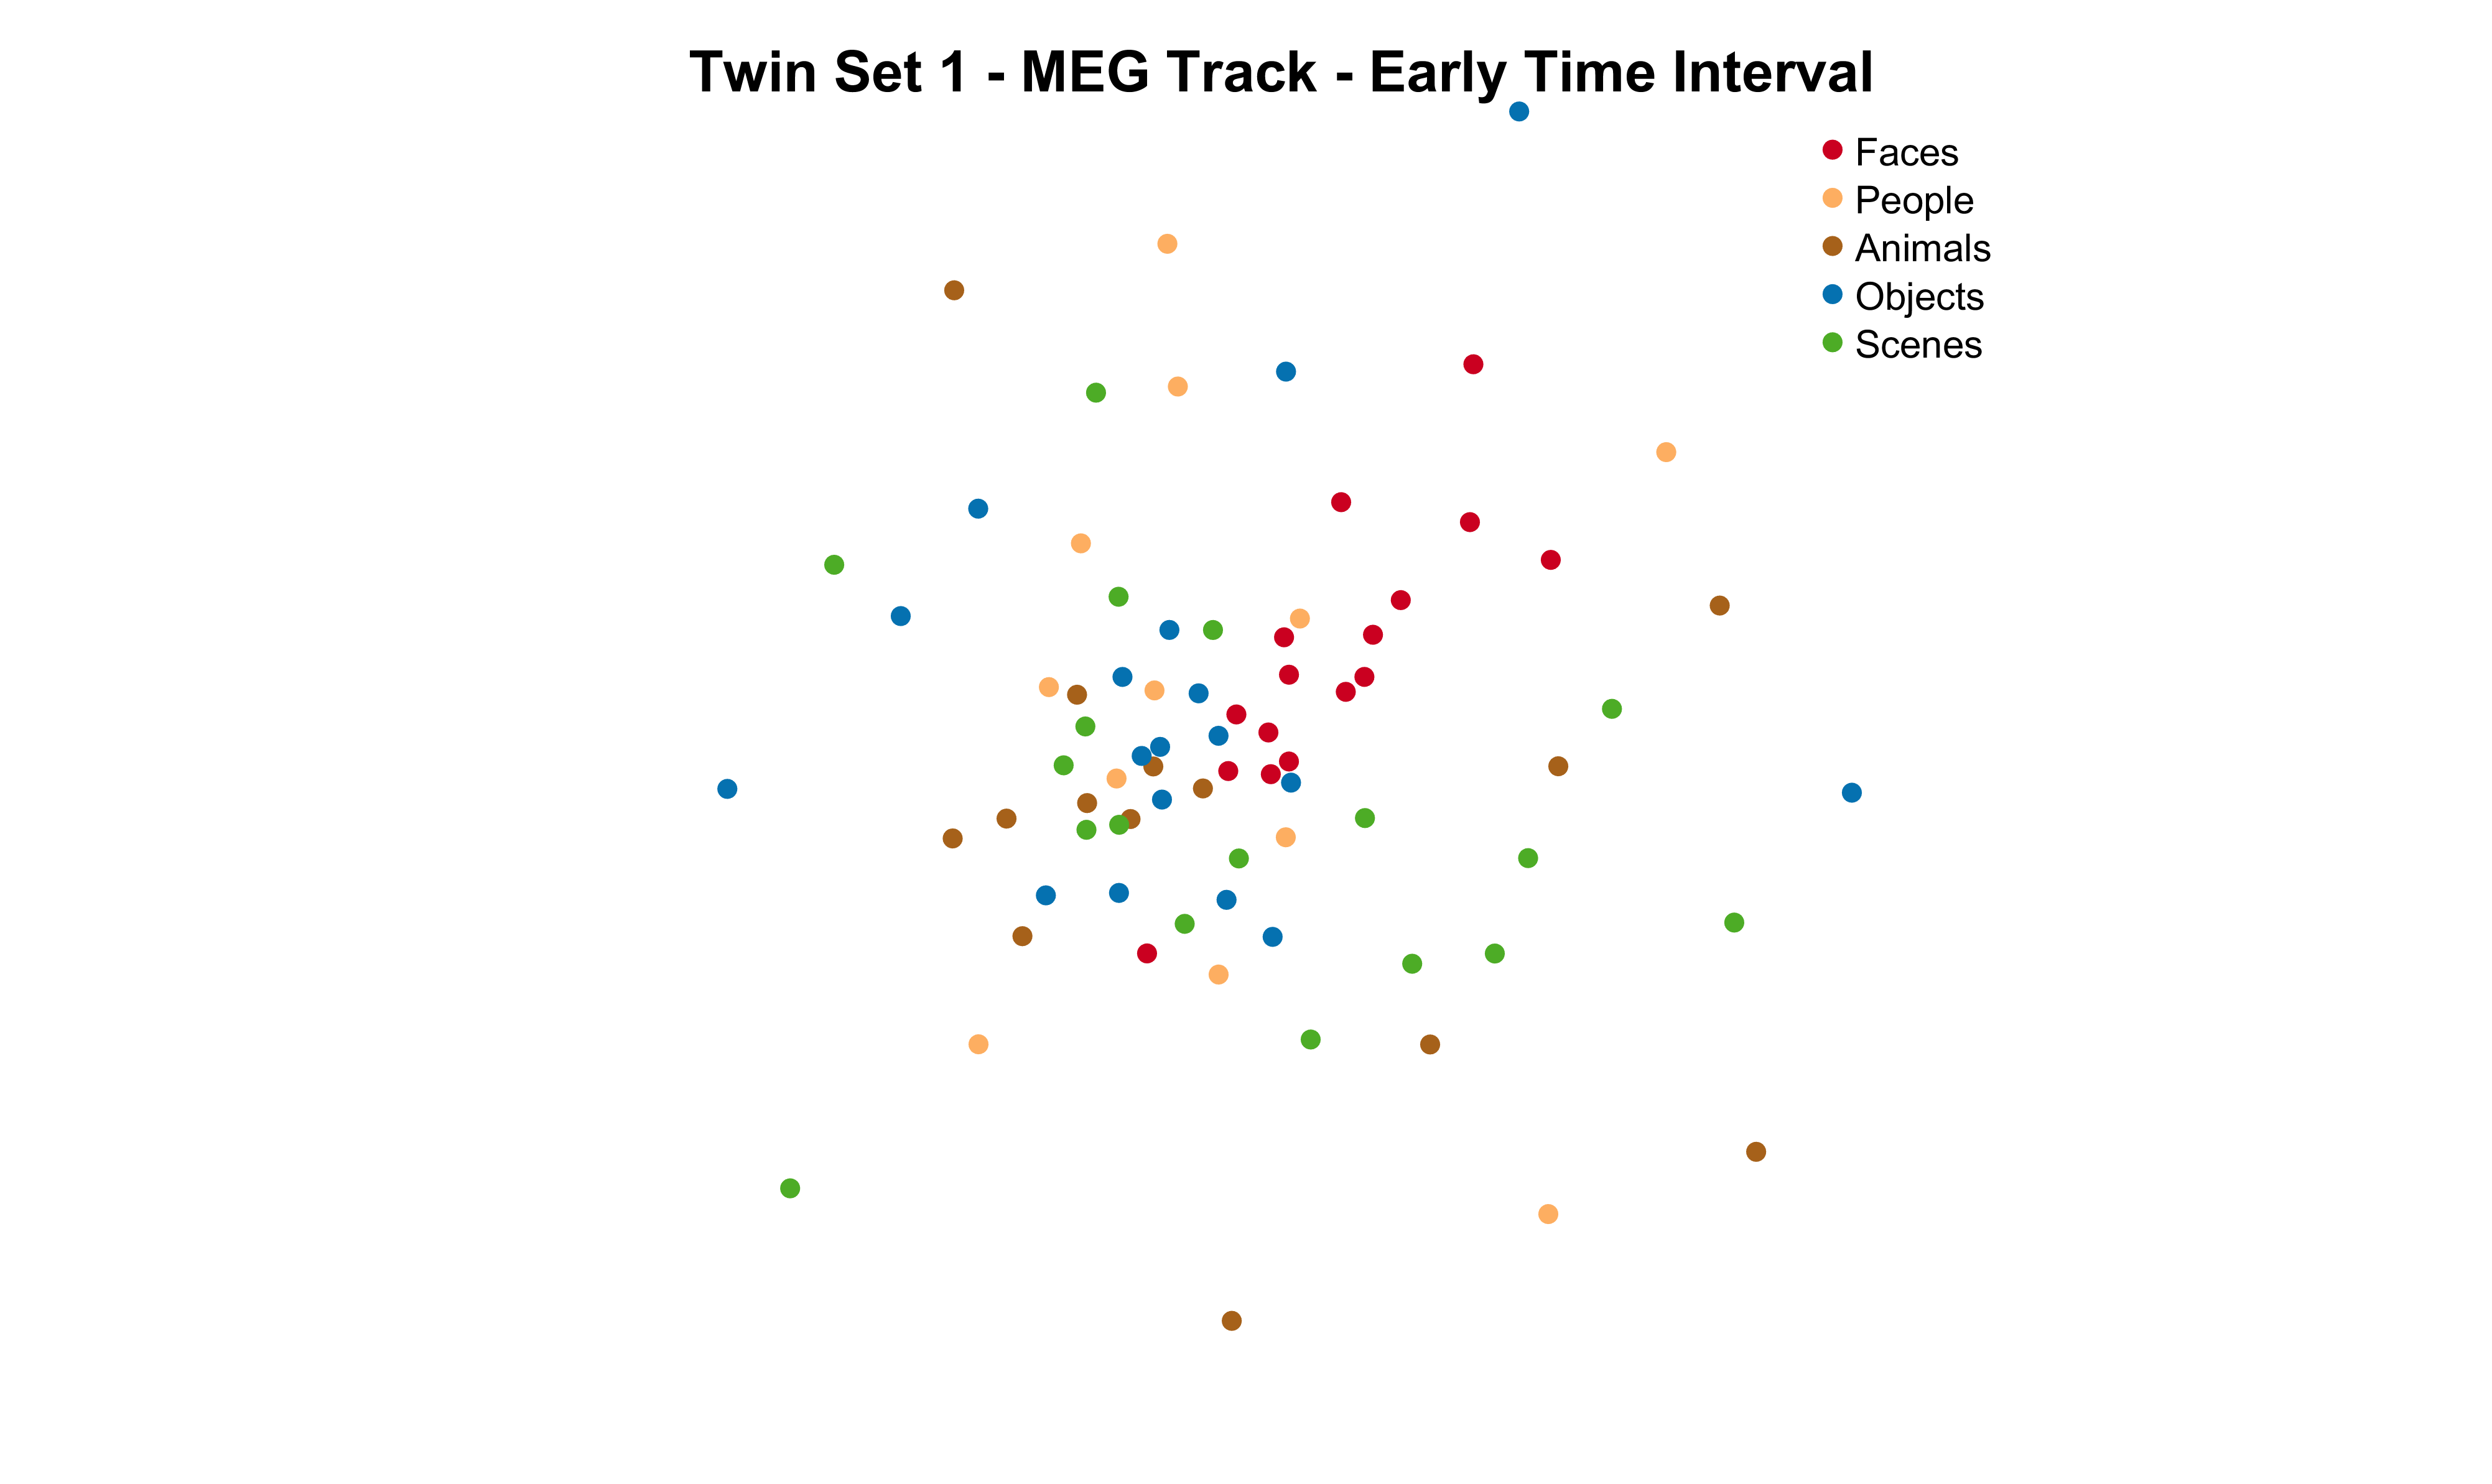 Twin Set 1 - MEG Track - Early Time Interval
Faces
People
Animals
Objects
Scenes